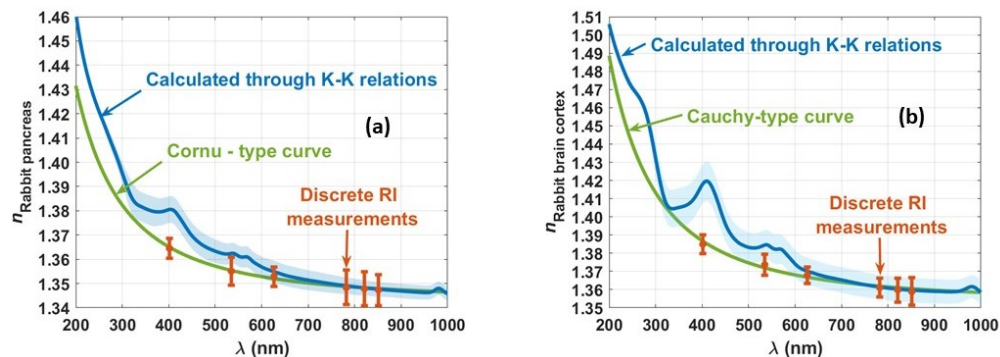 1.46
1.45
1.44
1.43
1.42
1.41
1.40
1.39
1.38
1.37
1.36
1.35
1.34
nRabbit pancreas
Calculated through K-K relations
(a)
Cornu - type curve
Discrete RI
measurements
200 300 400 500 600 700 800 900 1000
λ (nm)
1.51
1.50
1.49
1.48
1.46
1.45
1.44
1.43
1.42
1.41
1.40
1.39
1.38
1.37
1.36
1.35
nRabbit brain cortex
Calculated through K-K relations
Cauchy-type curve
(b)
Discrete RI
measurements
200 300 400 500 600 700 800 900 1000
λ (nm)